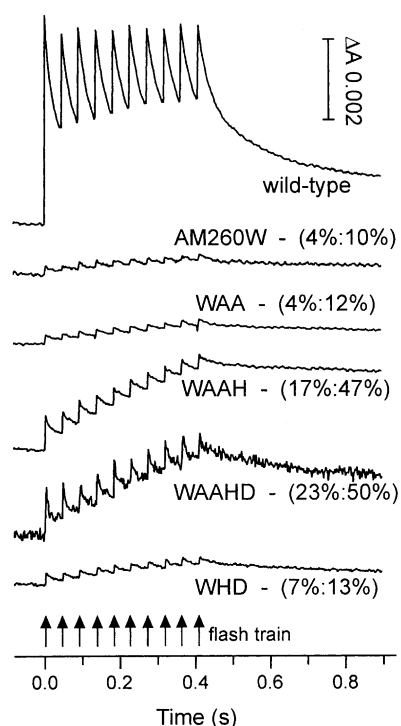 ΔA 0.002
wild-type
AM260W - (4%:10%)
WAA - (4%:12%)
WAAH - (17%:47%)
WAAHD - (23%:50%)
WHD - (7%:13%)
flash train
0.0 0.2 0.4 0.6 0.8
Time (s)